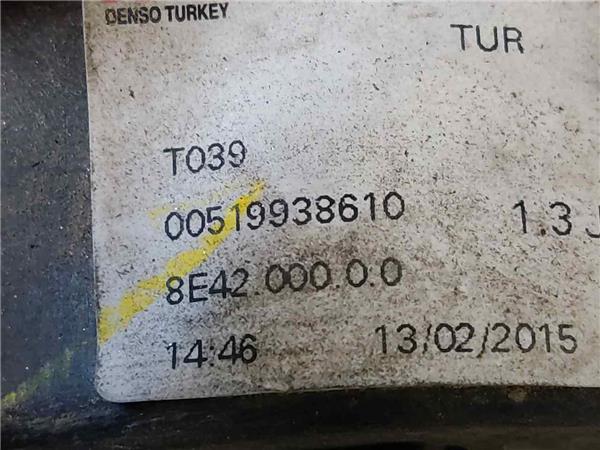 DENSO TURKEY
TUR
T039
00519938610 1.3 J
8E42.000.0.0
14:46 13/02/2015